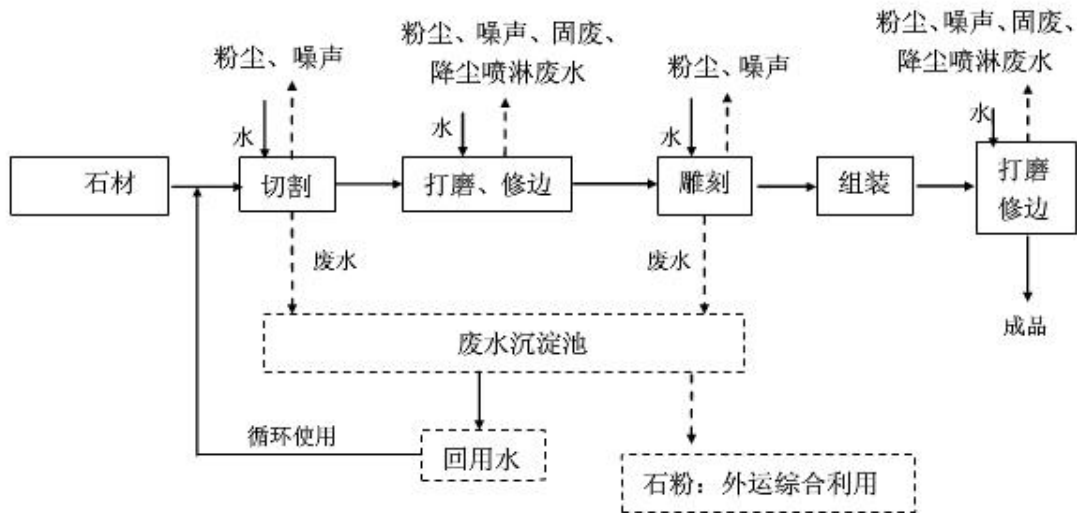 粉尘、噪声
粉尘、噪声、固废、
降尘喷淋废水
粉尘、噪声
粉尘、噪声、固废、
降尘喷淋废水
水
水
水
水
石材
切割
打磨、修边
雕刻
组装
打磨
修边
废水
废水
成品
废水沉淀池
循环使用
回用水
石粉：外运综合利用